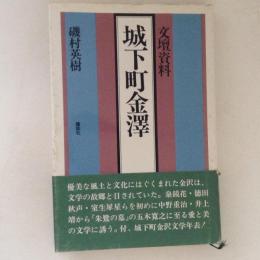 文壇資料
城下町金澤
磯村英樹
講談社
優美な風土と文化にはぐくまれた金沢は、
文学の故郷と目されていた。泉鏡花・徳田
秋声・室生犀星らを初めに中野重治・井上
靖から「朱鷺の墓」の五木寛之に至る愛と美
の文学に誘う。付、城下町金沢文学年表!